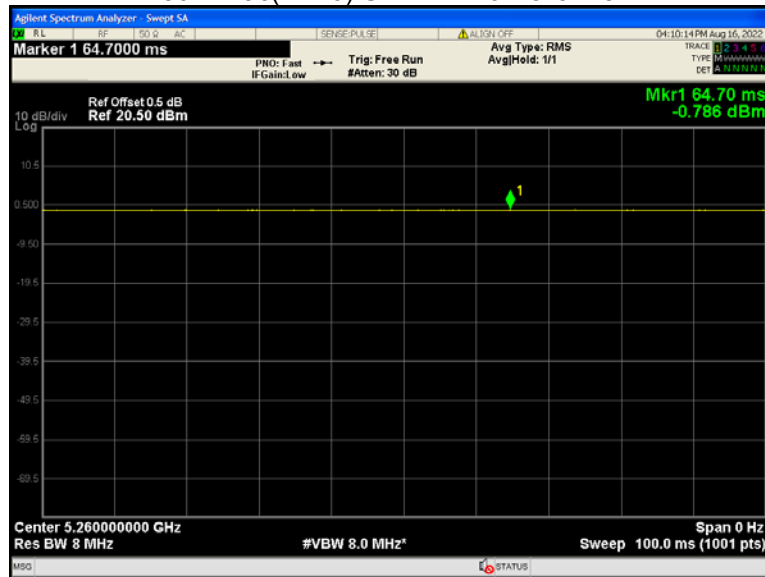 Agilent Spectrum Analyzer - Swept SA
RL RF 50 Ω AC SENSE:PULSE ALIGN OFF 04:10:14 PM Aug 16, 2022
Marker 1 64.7000 ms
PNO: Fast
IFGain:Low
Trig: Free Run
#Atten: 30 dB
Avg Type: RMS
Avg|Hold: 1/1
TRACE 1 2 3 4 5
TYPE
DET A N N N N
Mkr1 64.70 ms
-0.786 dBm
Ref Offset 0.5 dB
10 dB/div Ref 20.50 dBm
Log
10.5
0.500
1
-9.50
-19.5
-29.5
-39.5
-49.5
-59.5
-69.5
Center 5.260000000 GHz Span 0 Hz
Res BW 8 MHz #VBW 8.0 MHz* Sweep 100.0 ms (1001 pts)
MSG STATUS